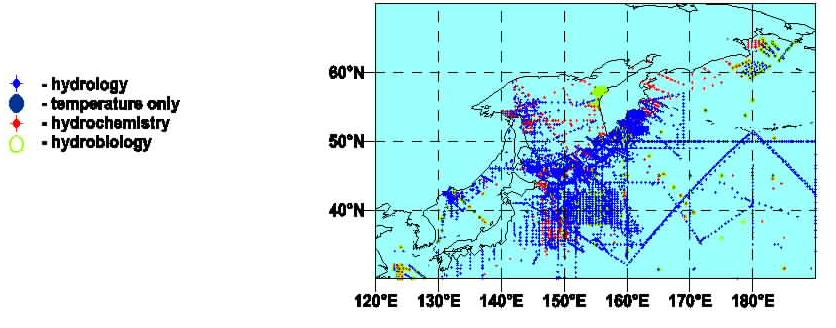 - hydrology
- temperature only
- hydrochemistry
- hydrobiology
60°N
50°N
40°N
120°E 130°E 140°E 150°E 160°E 170°E 180°E